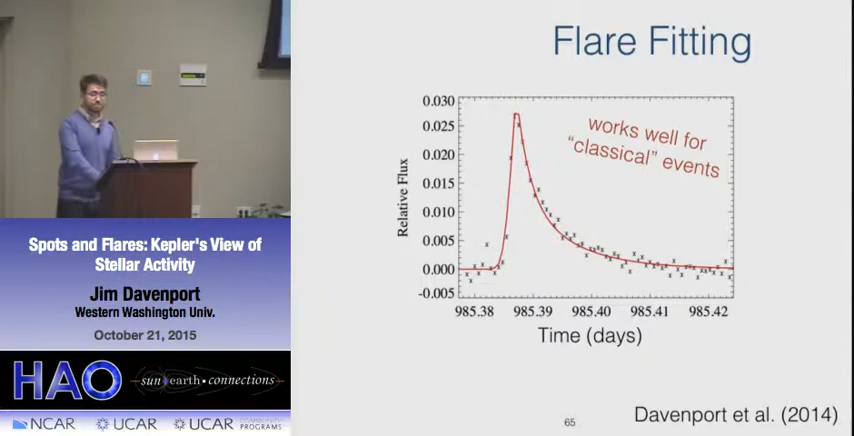 Flare Fitting
0.030
0.025
0.020
0.015
0.010
0.005
0.000
-0.005
Relative Flux
works well for
"classical" events
985.38 985.39 985.40 985.41 985.42
Time (days)
65
Davenport et al. (2014)
Spots and Flares: Kepler's View of
Stellar Activity
Jim Davenport
Western Washington Univ.
October 21, 2015
HAO
sun earth connections
NCAR UCAR UCAR COMMUNITY
PROGRAMS